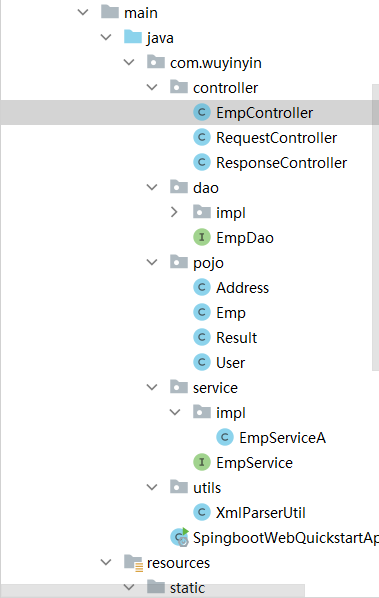 main
java
com.wuyinyin
controller
C EmpController
C RequestController
C ResponseController
dao
impl
I EmpDao
pojo
C Address
C Emp
C Result
C User
service
impl
C EmpServiceA
I EmpService
utils
C XmlParserUtil
SpingbootWebQuickstartAp
resources
static